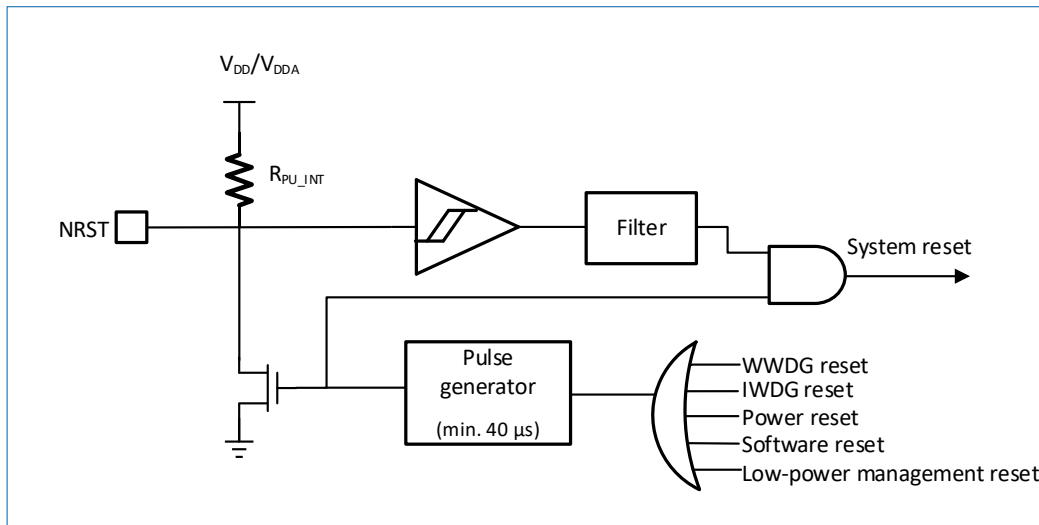 VDD/VDDA
RPU_INT
NRST
Filter
System reset
Pulse
generator
(min. 40 µs)
WWDG reset
IWDG reset
Power reset
Software reset
Low-power management reset